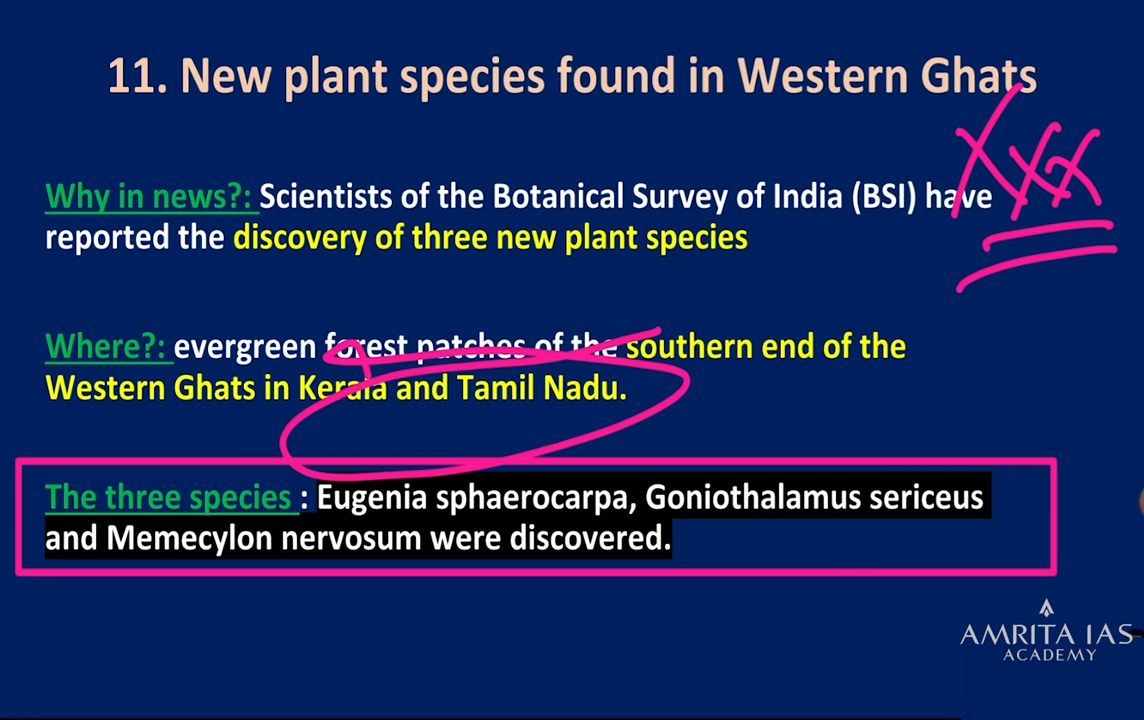 11. New plant species found in Western Ghats
Why in news?: Scientists of the Botanical Survey of India (BSI) have
reported the discovery of three new plant species
Where?: evergreen forest patches of the southern end of the
Western Ghats in Kerala and Tamil Nadu.
The three species : Eugenia sphaerocarpa, Goniothalamus sericeus
and Memecylon nervosum were discovered.
AMRITA IAS
ACADEMY